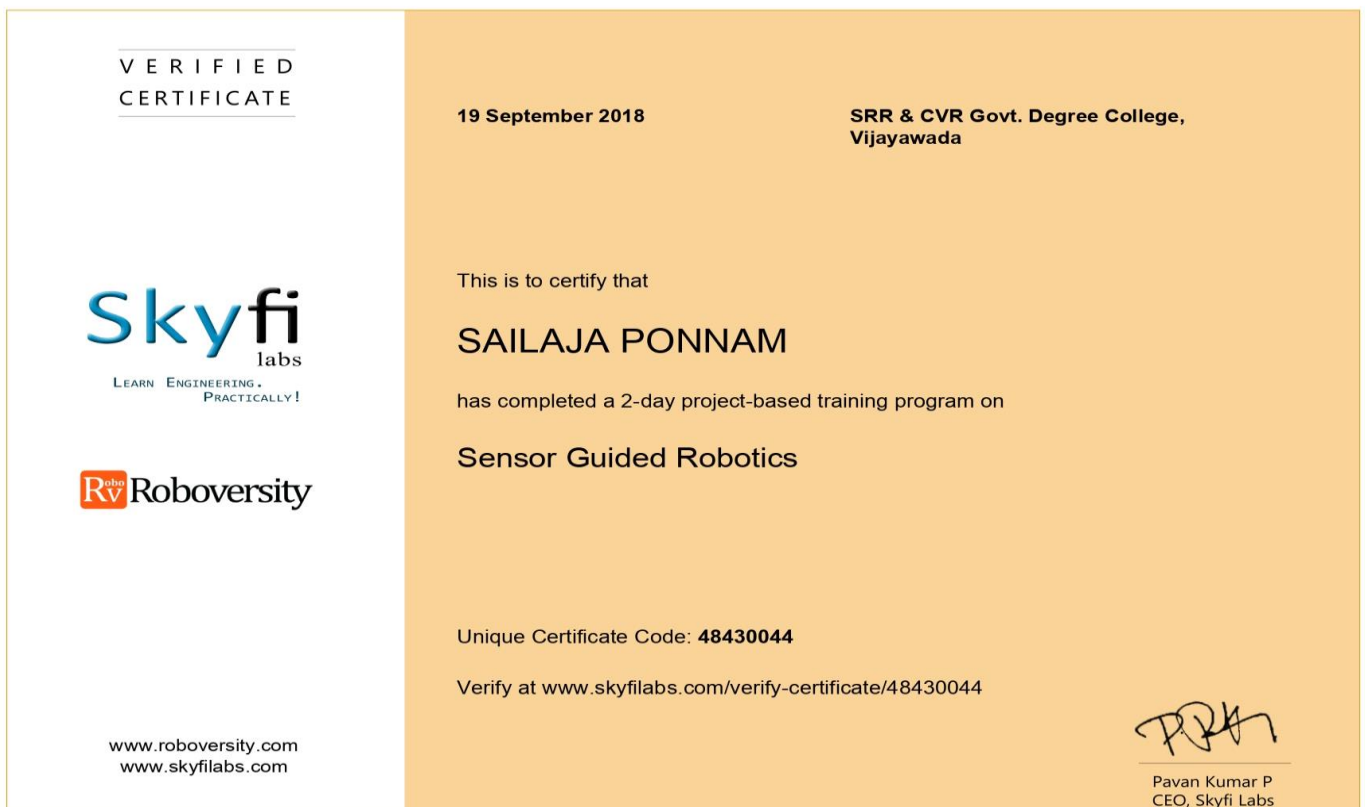 VERIFIED
CERTIFICATE
Skyfi
labs
LEARN ENGINEERING.
PRACTICALLY!
Robo
Rv Roboversity
www.roboversity.com
www.skyfilabs.com
19 September 2018
SRR & CVR Govt. Degree College,
Vijayawada
This is to certify that
SAILAJA PONNAM
has completed a 2-day project-based training program on
Sensor Guided Robotics
Unique Certificate Code: 48430044
Verify at www.skyfilabs.com/verify-certificate/48430044
Pavan Kumar P
CEO, Skyfi Labs